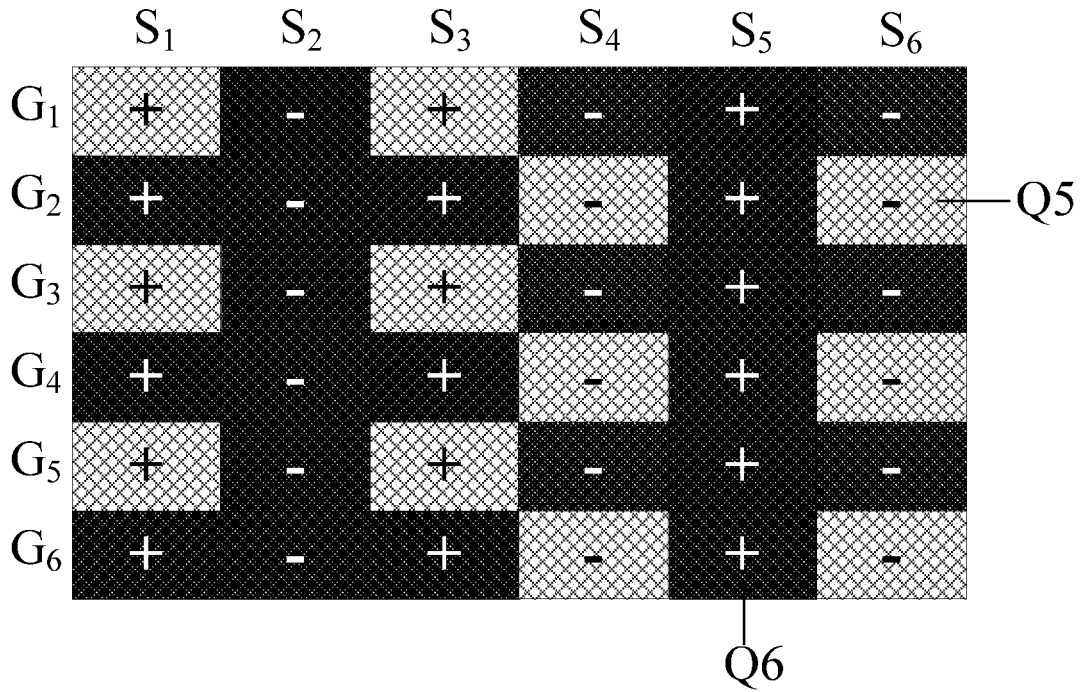 S₁ S₂ S₃ S₄ S₅ S₆
G₁ + - + - + -
G₂ + - + - + - Q5
G₃ + - + - + -
G₄ + - + - + -
G₅ + - + - + -
G₆ + - + - + -
Q6